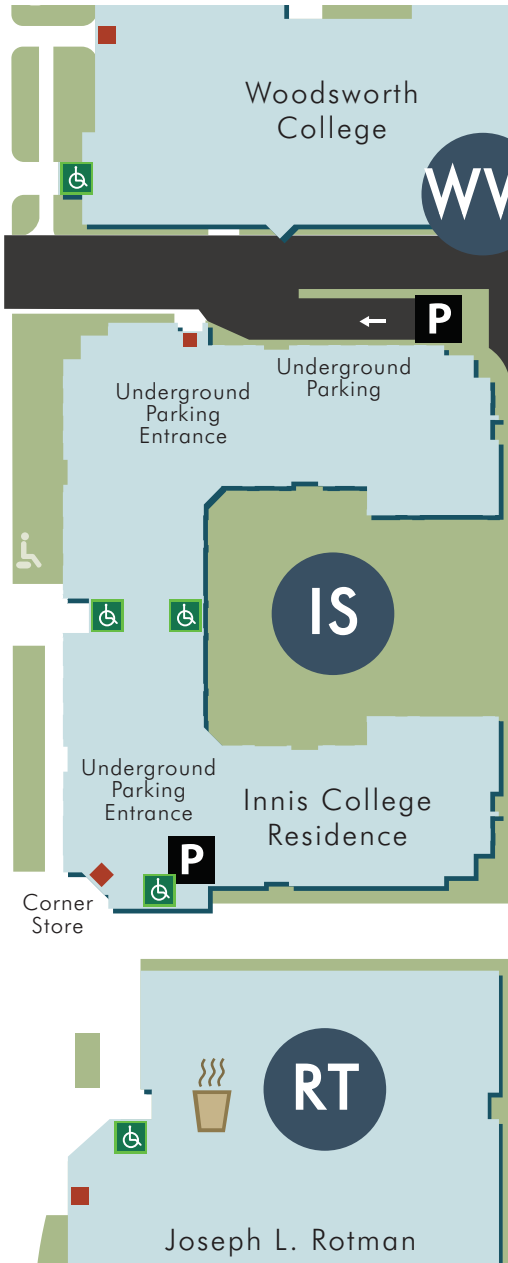 Woodsworth
College
P
Underground
Parking
Underground
Parking
Entrance
IS
Underground
Parking
Entrance
Innis College
Residence
P
Corner
Store
RT
Joseph L. Rotman